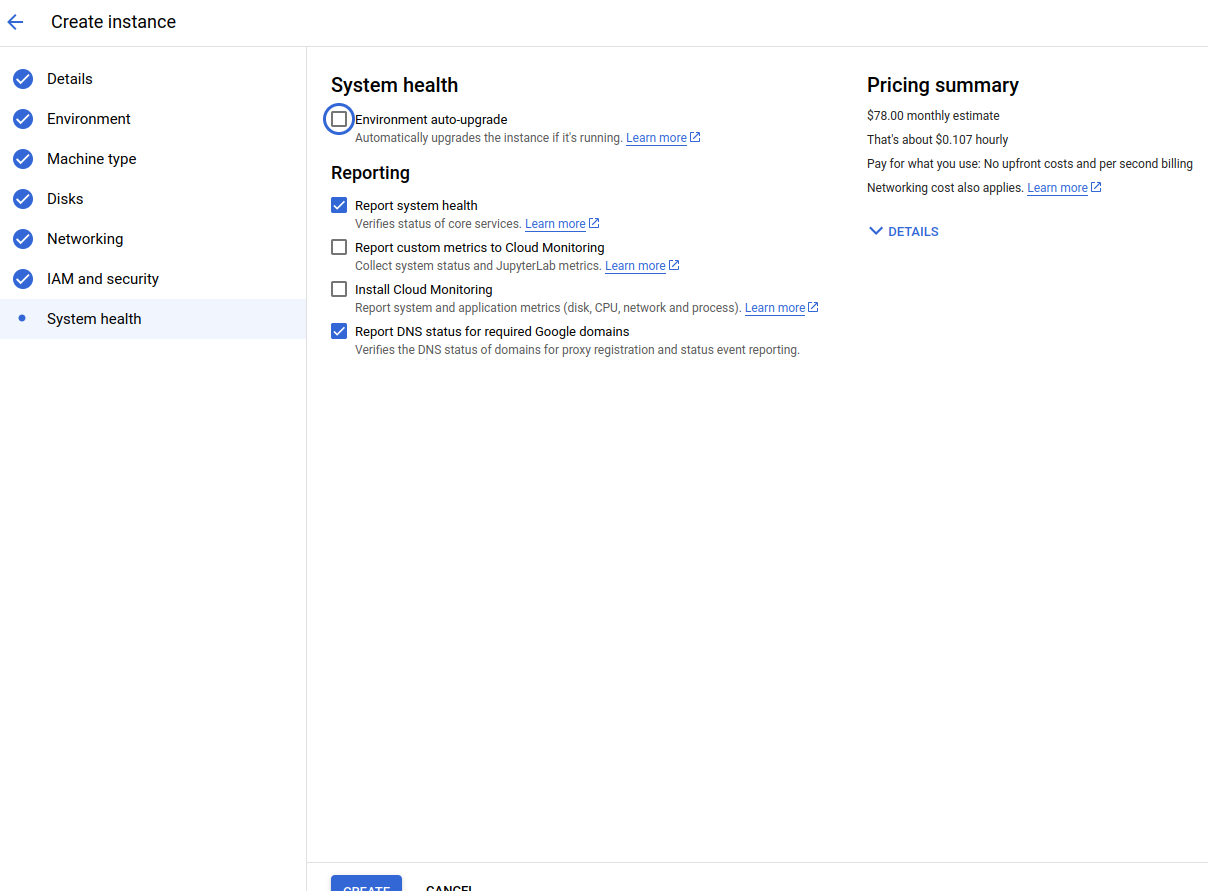 Create instance
Details
Environment
Machine type
Disks
Networking
IAM and security
System health
System health
Environment auto-upgrade
Automatically upgrades the instance if it's running. Learn more
Reporting
Report system health
Verifies status of core services. Learn more
Report custom metrics to Cloud Monitoring
Collect system status and JupyterLab metrics. Learn more
Install Cloud Monitoring
Report system and application metrics (disk, CPU, network and process). Learn more
Report DNS status for required Google domains
Verifies the DNS status of domains for proxy registration and status event reporting.
Pricing summary
$78.00 monthly estimate
That's about $0.107 hourly
Pay for what you use: No upfront costs and per second billing
Networking cost also applies. Learn more
DETAILS
CREATE
CANCEL